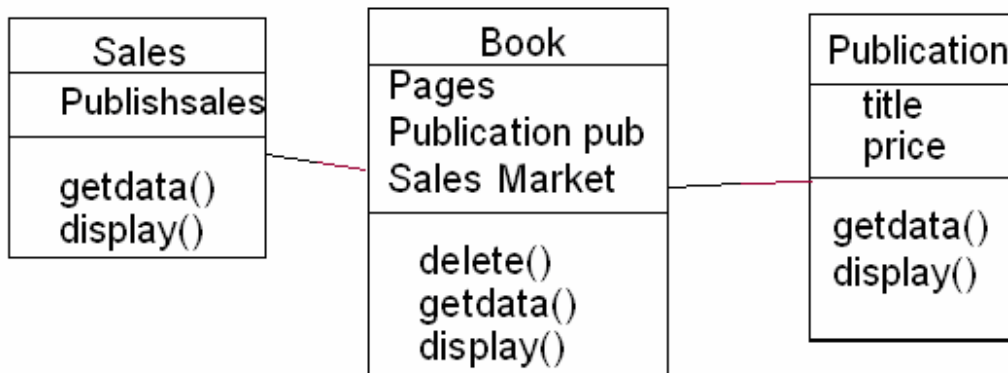 Sales
Publishsales
getdata()
display()
Book
Pages
Publication pub
Sales Market
delete()
getdata()
display()
Publication
title
price
getdata()
display()